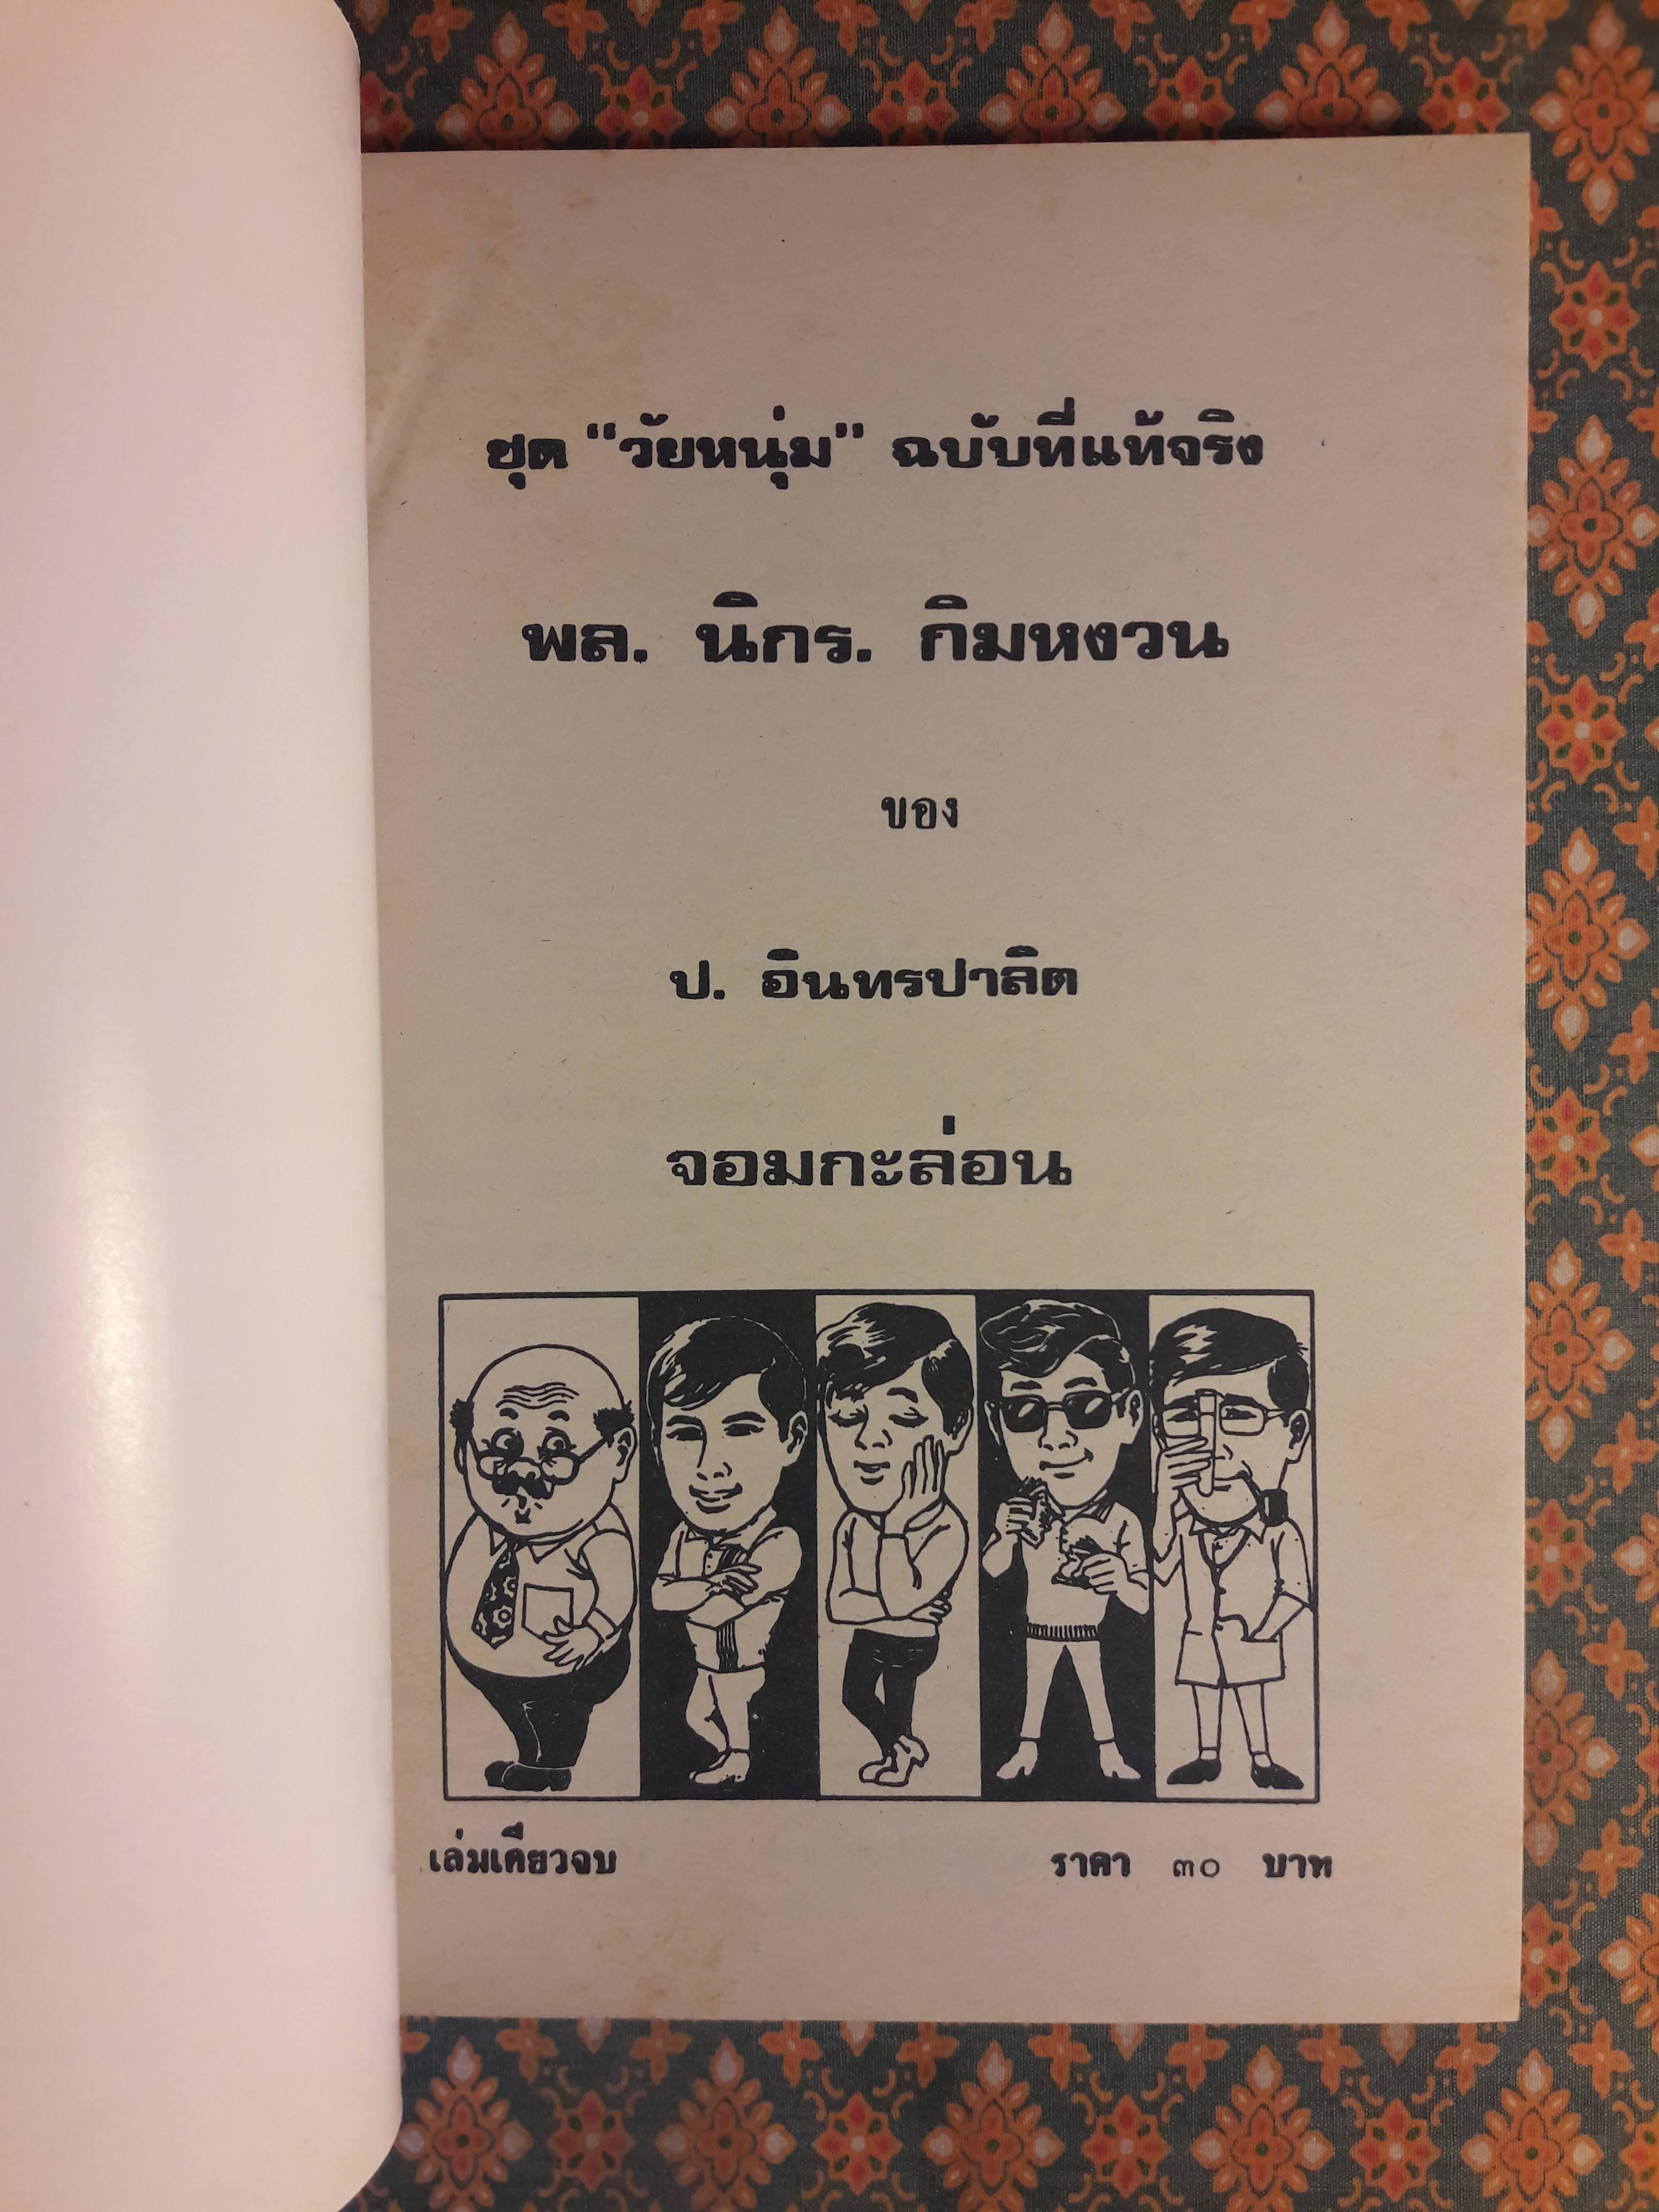 ชุด "วัยหนุ่ม" ฉบับที่แท้จริง
พล. นิกร. กิมหงวน
ของ
ป. อินทรปาลิต
จอมกะล่อน
เล่มเดียวจบ ราคา ๓๐ บาท